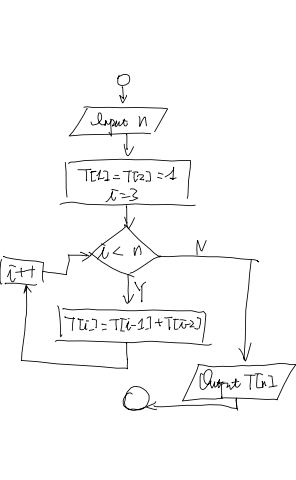 Input n
T[1]=T[2]=1
i=3
i < n
N
i++
Y
T[i]=T[i-1]+T[i-2]
Output T[n]